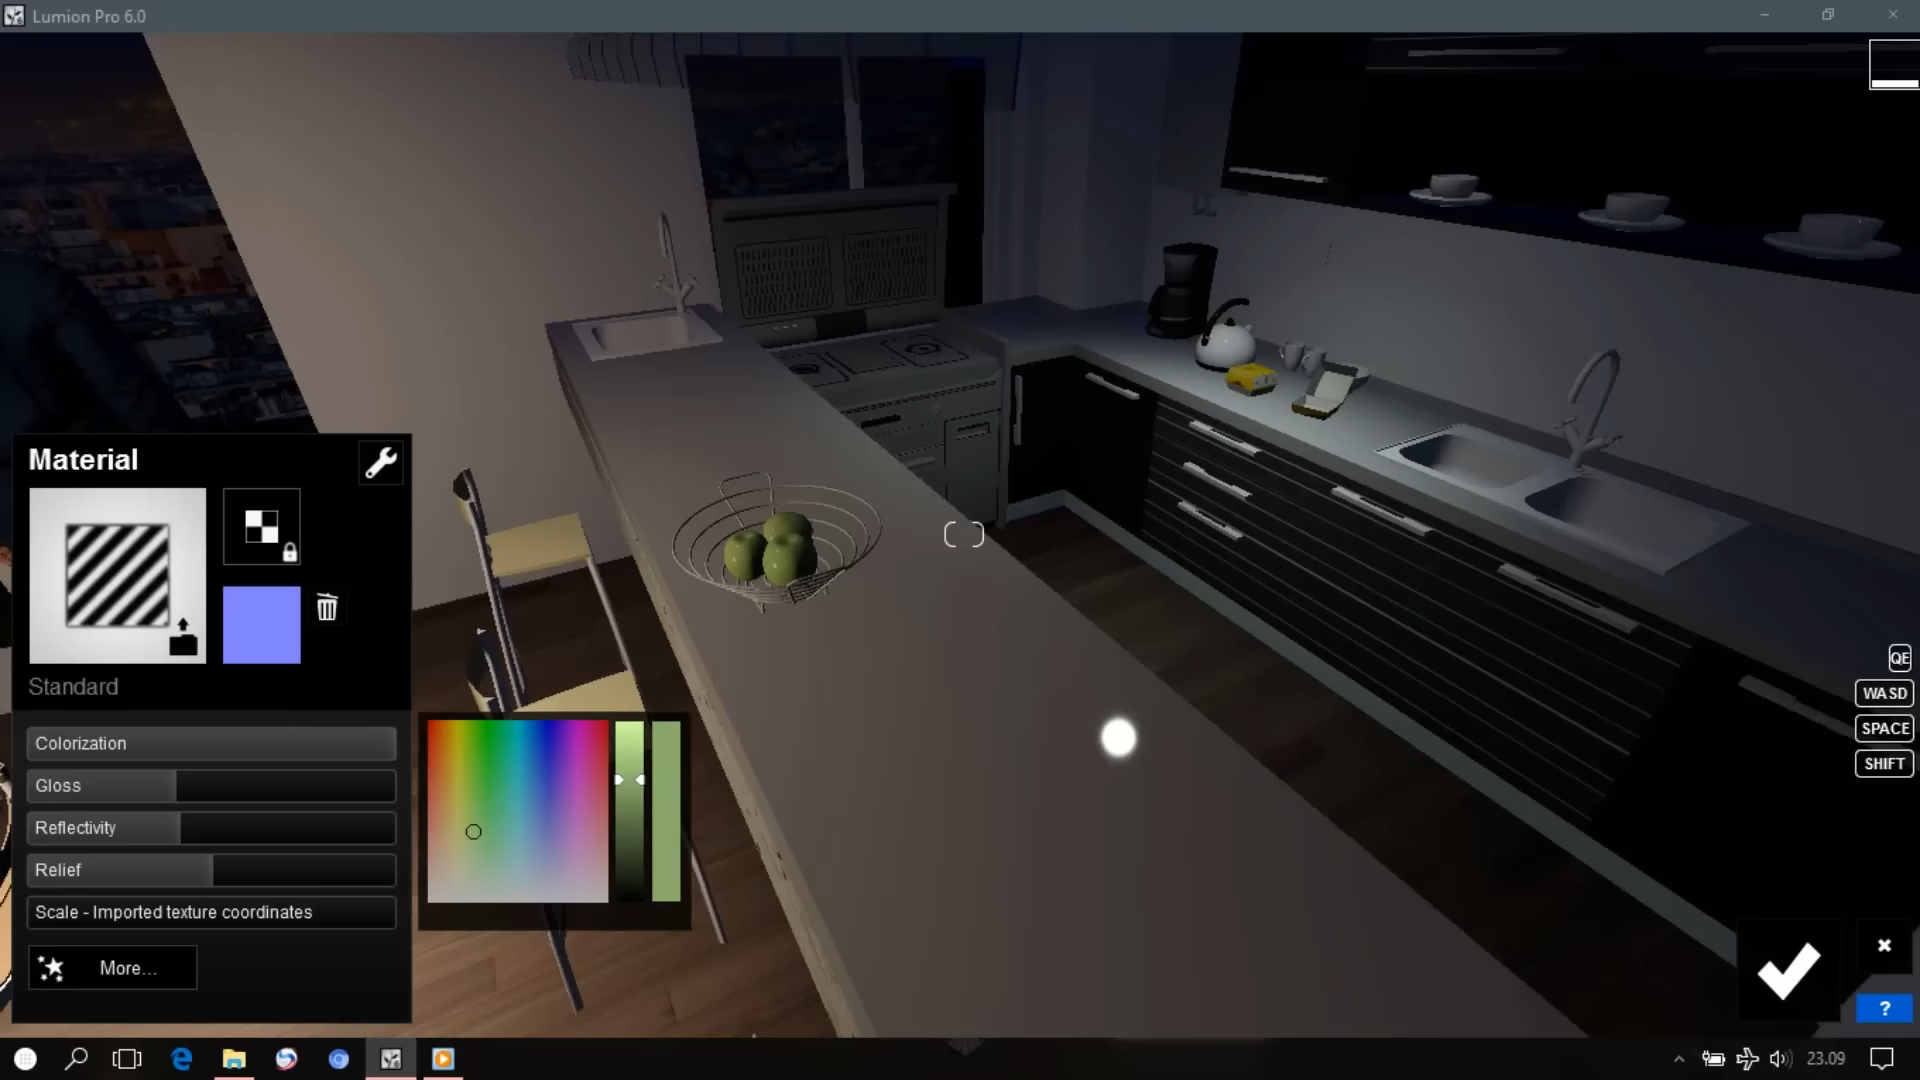 Lumion Pro 6.0
Material
Standard
Colorization
Gloss
Reflectivity
Relief
Scale - Imported texture coordinates
More...
QE
WASD
SPACE
SHIFT
?
23.09